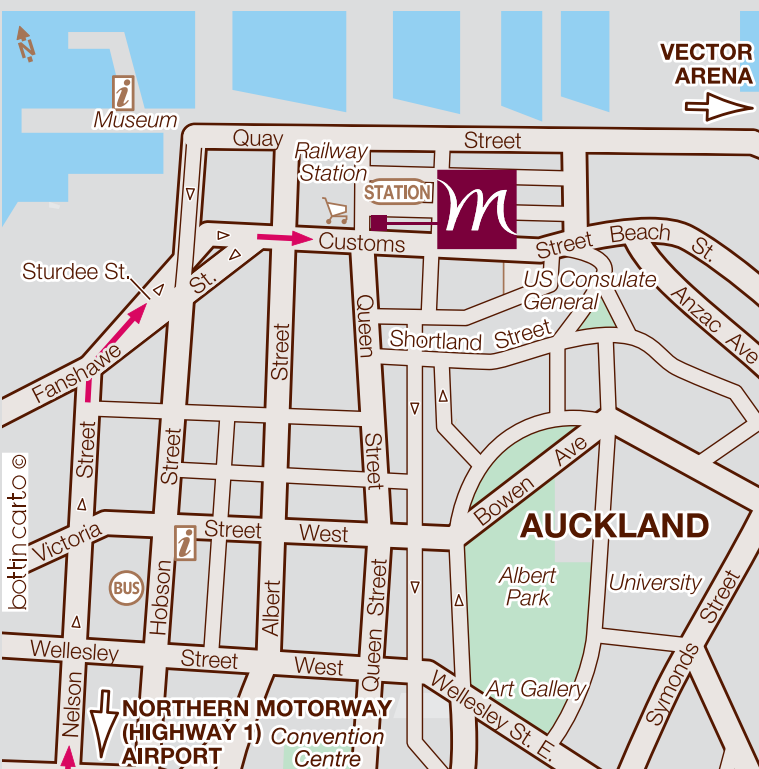 N
VECTOR
ARENA
i
Museum
Quay
Street
Railway
Station
STATION
m
Customs
Street
Beach
St.
Sturdee St.
St.
US Consulate
General
Anzac Ave
Queen
Shortland Street
Street
Fanshawe
Street
Street
Street
Bowen Ave
bottin carto ©
Victoria
i
Street
West
AUCKLAND
BUS
Hobson
Albert
Queen Street
Albert
Park
University
Symonds Street
Wellesley
Street
West
Wellesley St. E.
Art Gallery
Nelson
NORTHERN MOTORWAY
(HIGHWAY 1)
AIRPORT
Convention
Centre